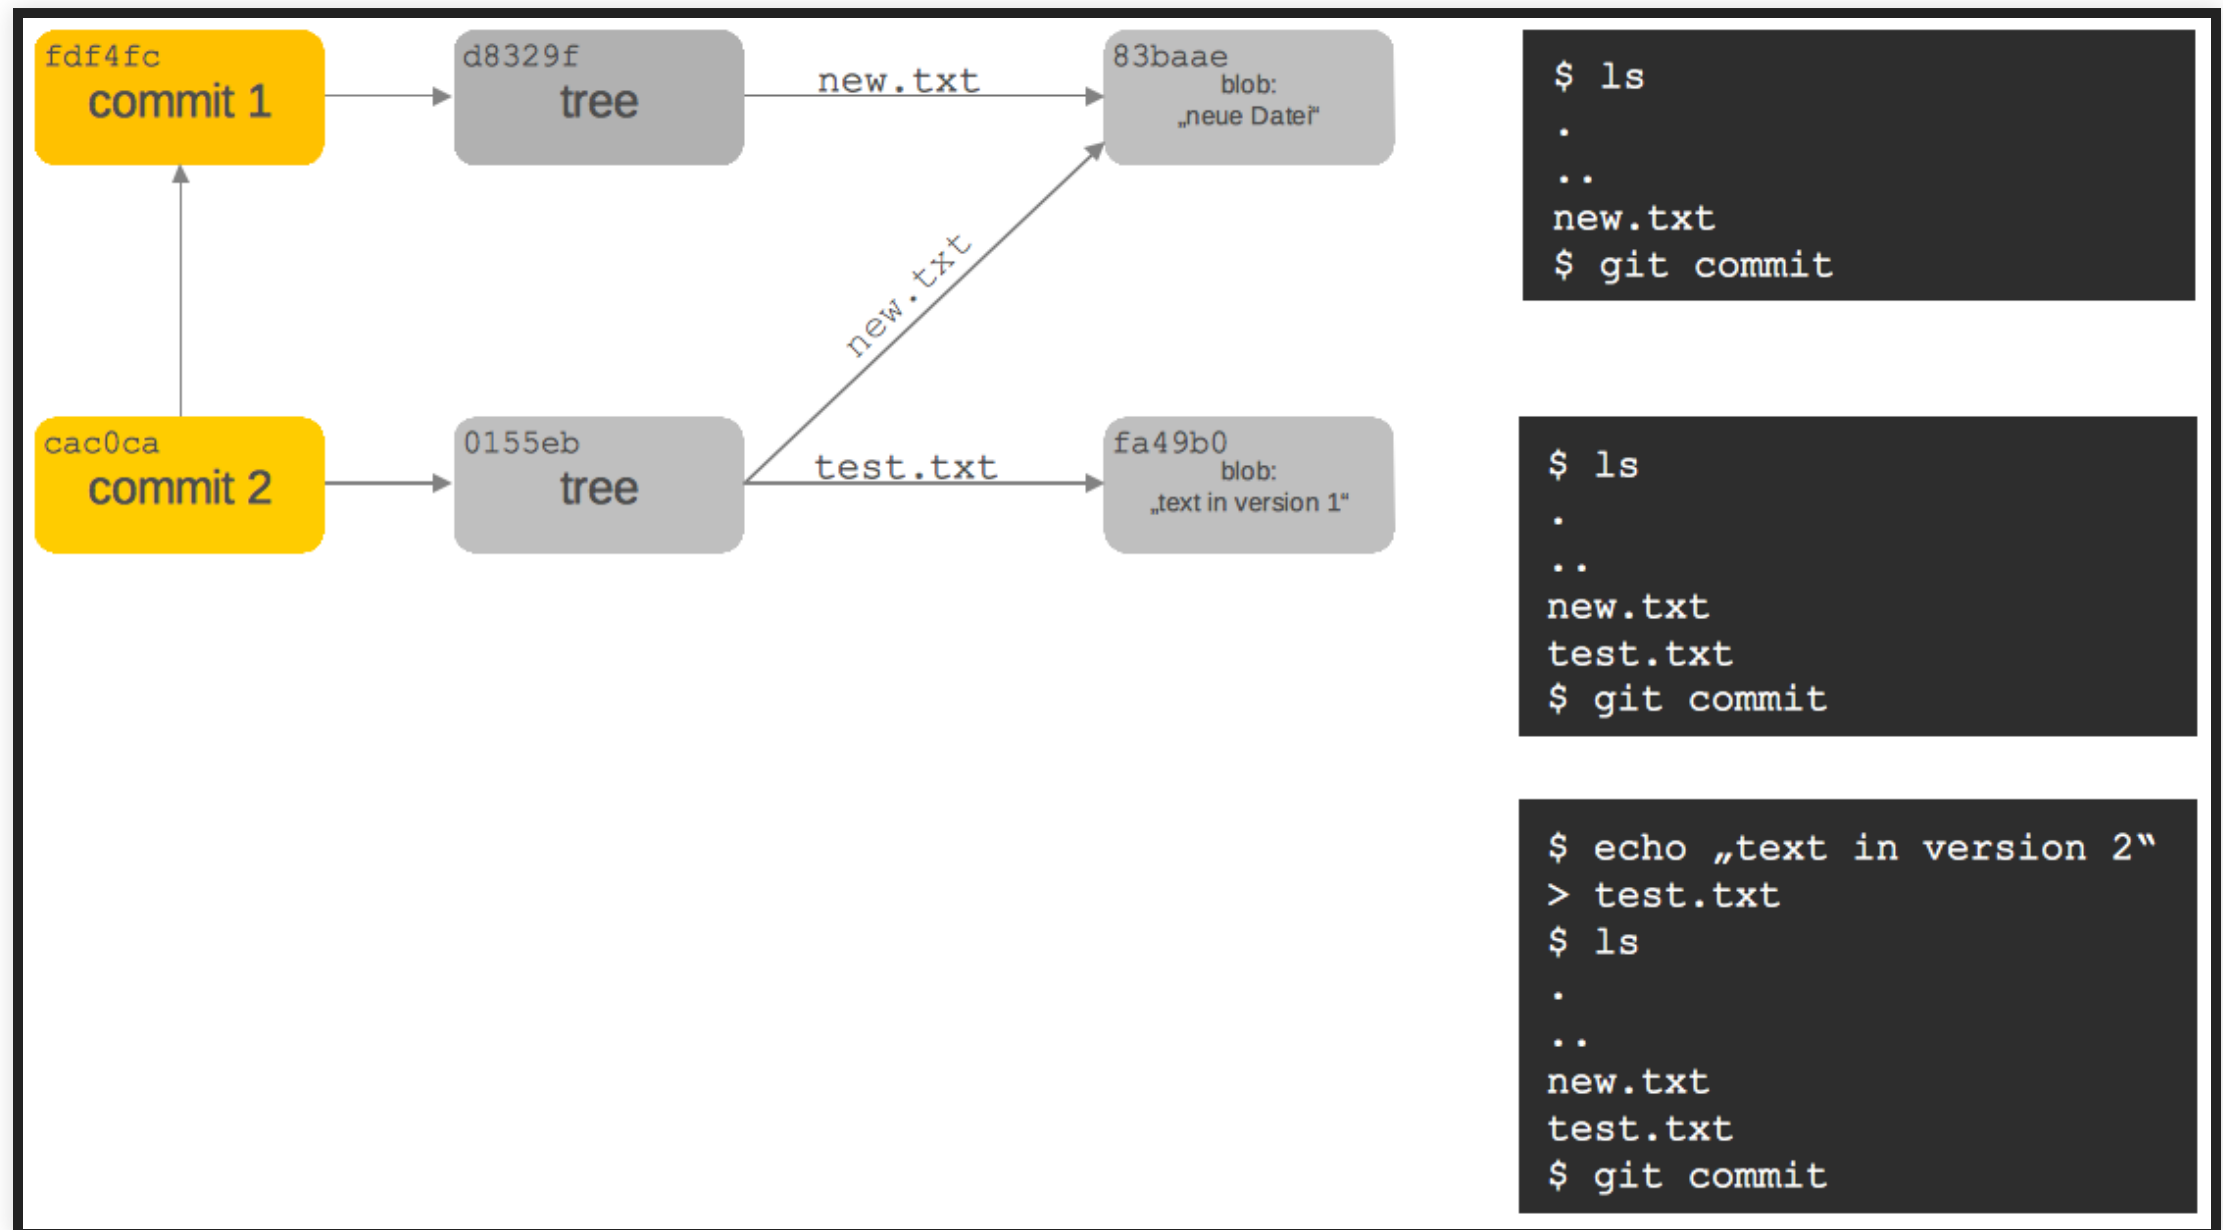 fdf4fc
commit 1
d8329f
tree
new.txt
83baae
blob:
„neue Datei“
$ ls
.
..
new.txt
$ git commit
new.txt
cac0ca
commit 2
0155eb
tree
test.txt
fa49b0
blob:
„text in version 1“
$ ls
.
..
new.txt
test.txt
$ git commit
$ echo „text in version 2“
> test.txt
$ ls
.
..
new.txt
test.txt
$ git commit